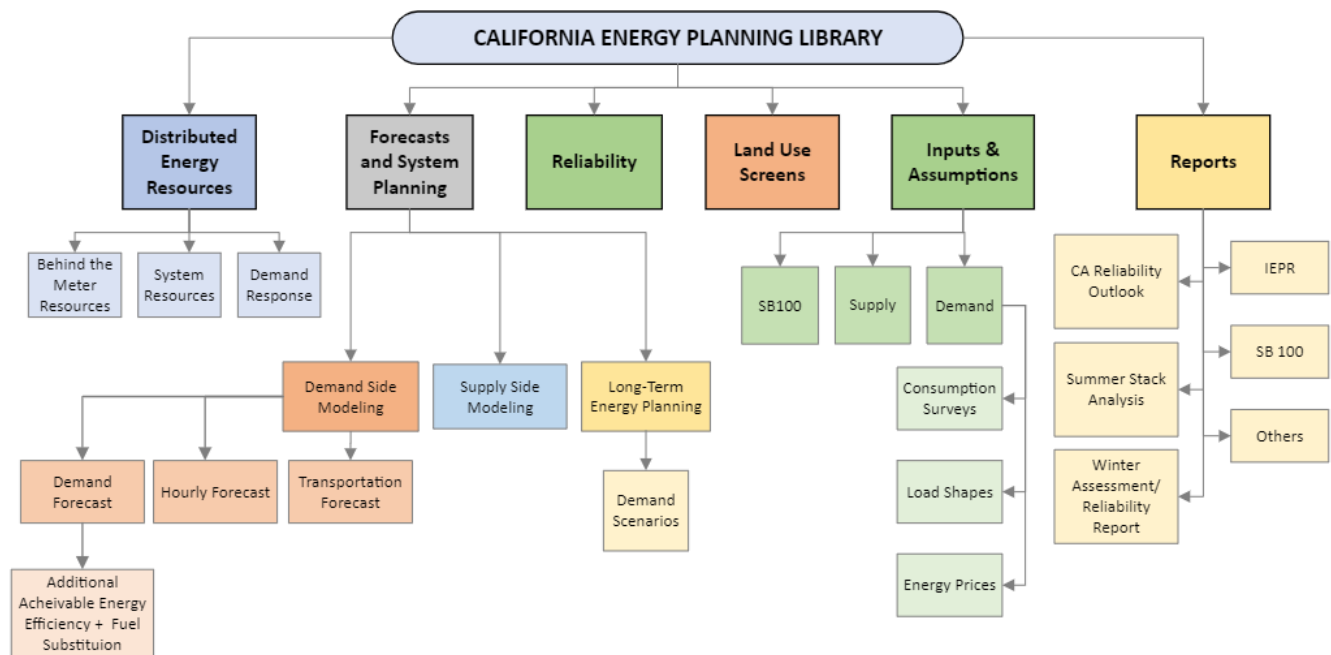 CALIFORNIA ENERGY PLANNING LIBRARY
Distributed
Energy
Resources
Forecasts
and System
Planning
Reliability
Land Use
Screens
Inputs &
Assumptions
Reports
Behind the
Meter
Resources
System
Resources
Demand
Response
SB100
Supply
Demand
CA Reliability
Outlook
IEPR
Demand Side
Modeling
Supply Side
Modeling
Long-Term
Energy Planning
Consumption
Surveys
Summer Stack
Analysis
SB 100
Others
Demand
Forecast
Hourly Forecast
Transportation
Forecast
Demand
Scenarios
Load Shapes
Winter
Assessment/
Reliability
Report
Additional
Acheivable Energy
Efficiency + Fuel
Substituion
Energy Prices